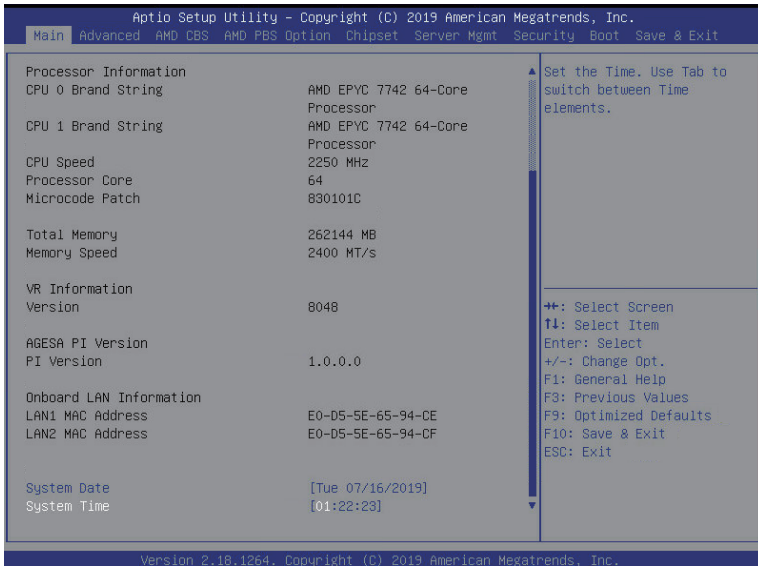 Aptio Setup Utility – Copyright (C) 2019 American Megatrends, Inc.
Main Advanced AMD CBS AMD PBS Option Chipset Server Mgmt Security Boot Save & Exit
Processor Information
CPU 0 Brand String AMD EPYC 7742 64-Core
Processor
CPU 1 Brand String AMD EPYC 7742 64-Core
Processor
CPU Speed 2250 MHz
Processor Core 64
Microcode Patch 830101C
Total Memory 262144 MB
Memory Speed 2400 MT/s
VR Information
Version 8048
AGESA PI Version
PI Version 1.0.0.0
Onboard LAN Information
LAN1 MAC Address E0-D5-5E-65-94-CE
LAN2 MAC Address E0-D5-5E-65-94-CF
System Date [Tue 07/16/2019]
System Time [01:22:23]
Set the Time. Use Tab to
switch between Time
elements.
→←: Select Screen
↑↓: Select Item
Enter: Select
+/-: Change Opt.
F1: General Help
F3: Previous Values
F9: Optimized Defaults
F10: Save & Exit
ESC: Exit
Version 2.18.1264. Copyright (C) 2019 American Megatrends, Inc.